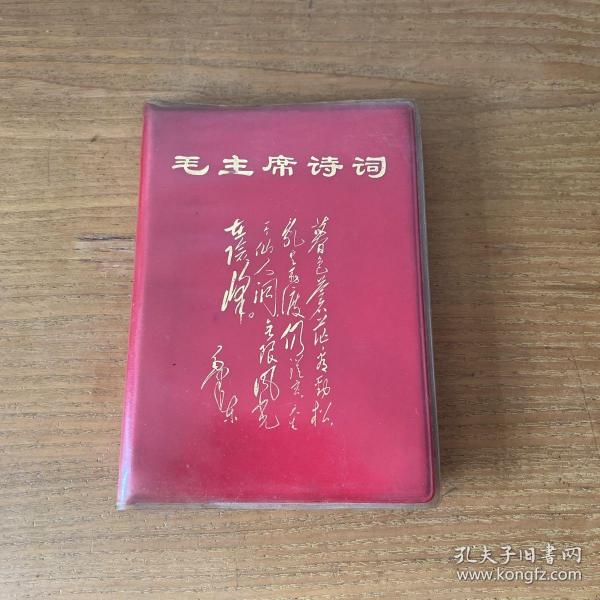 毛主席诗词
暮色苍茫看劲松
乱云飞渡仍从容天生
一个仙人洞无限风光
在险峰。
毛泽东
孔夫子旧书网
www.kongfz.com